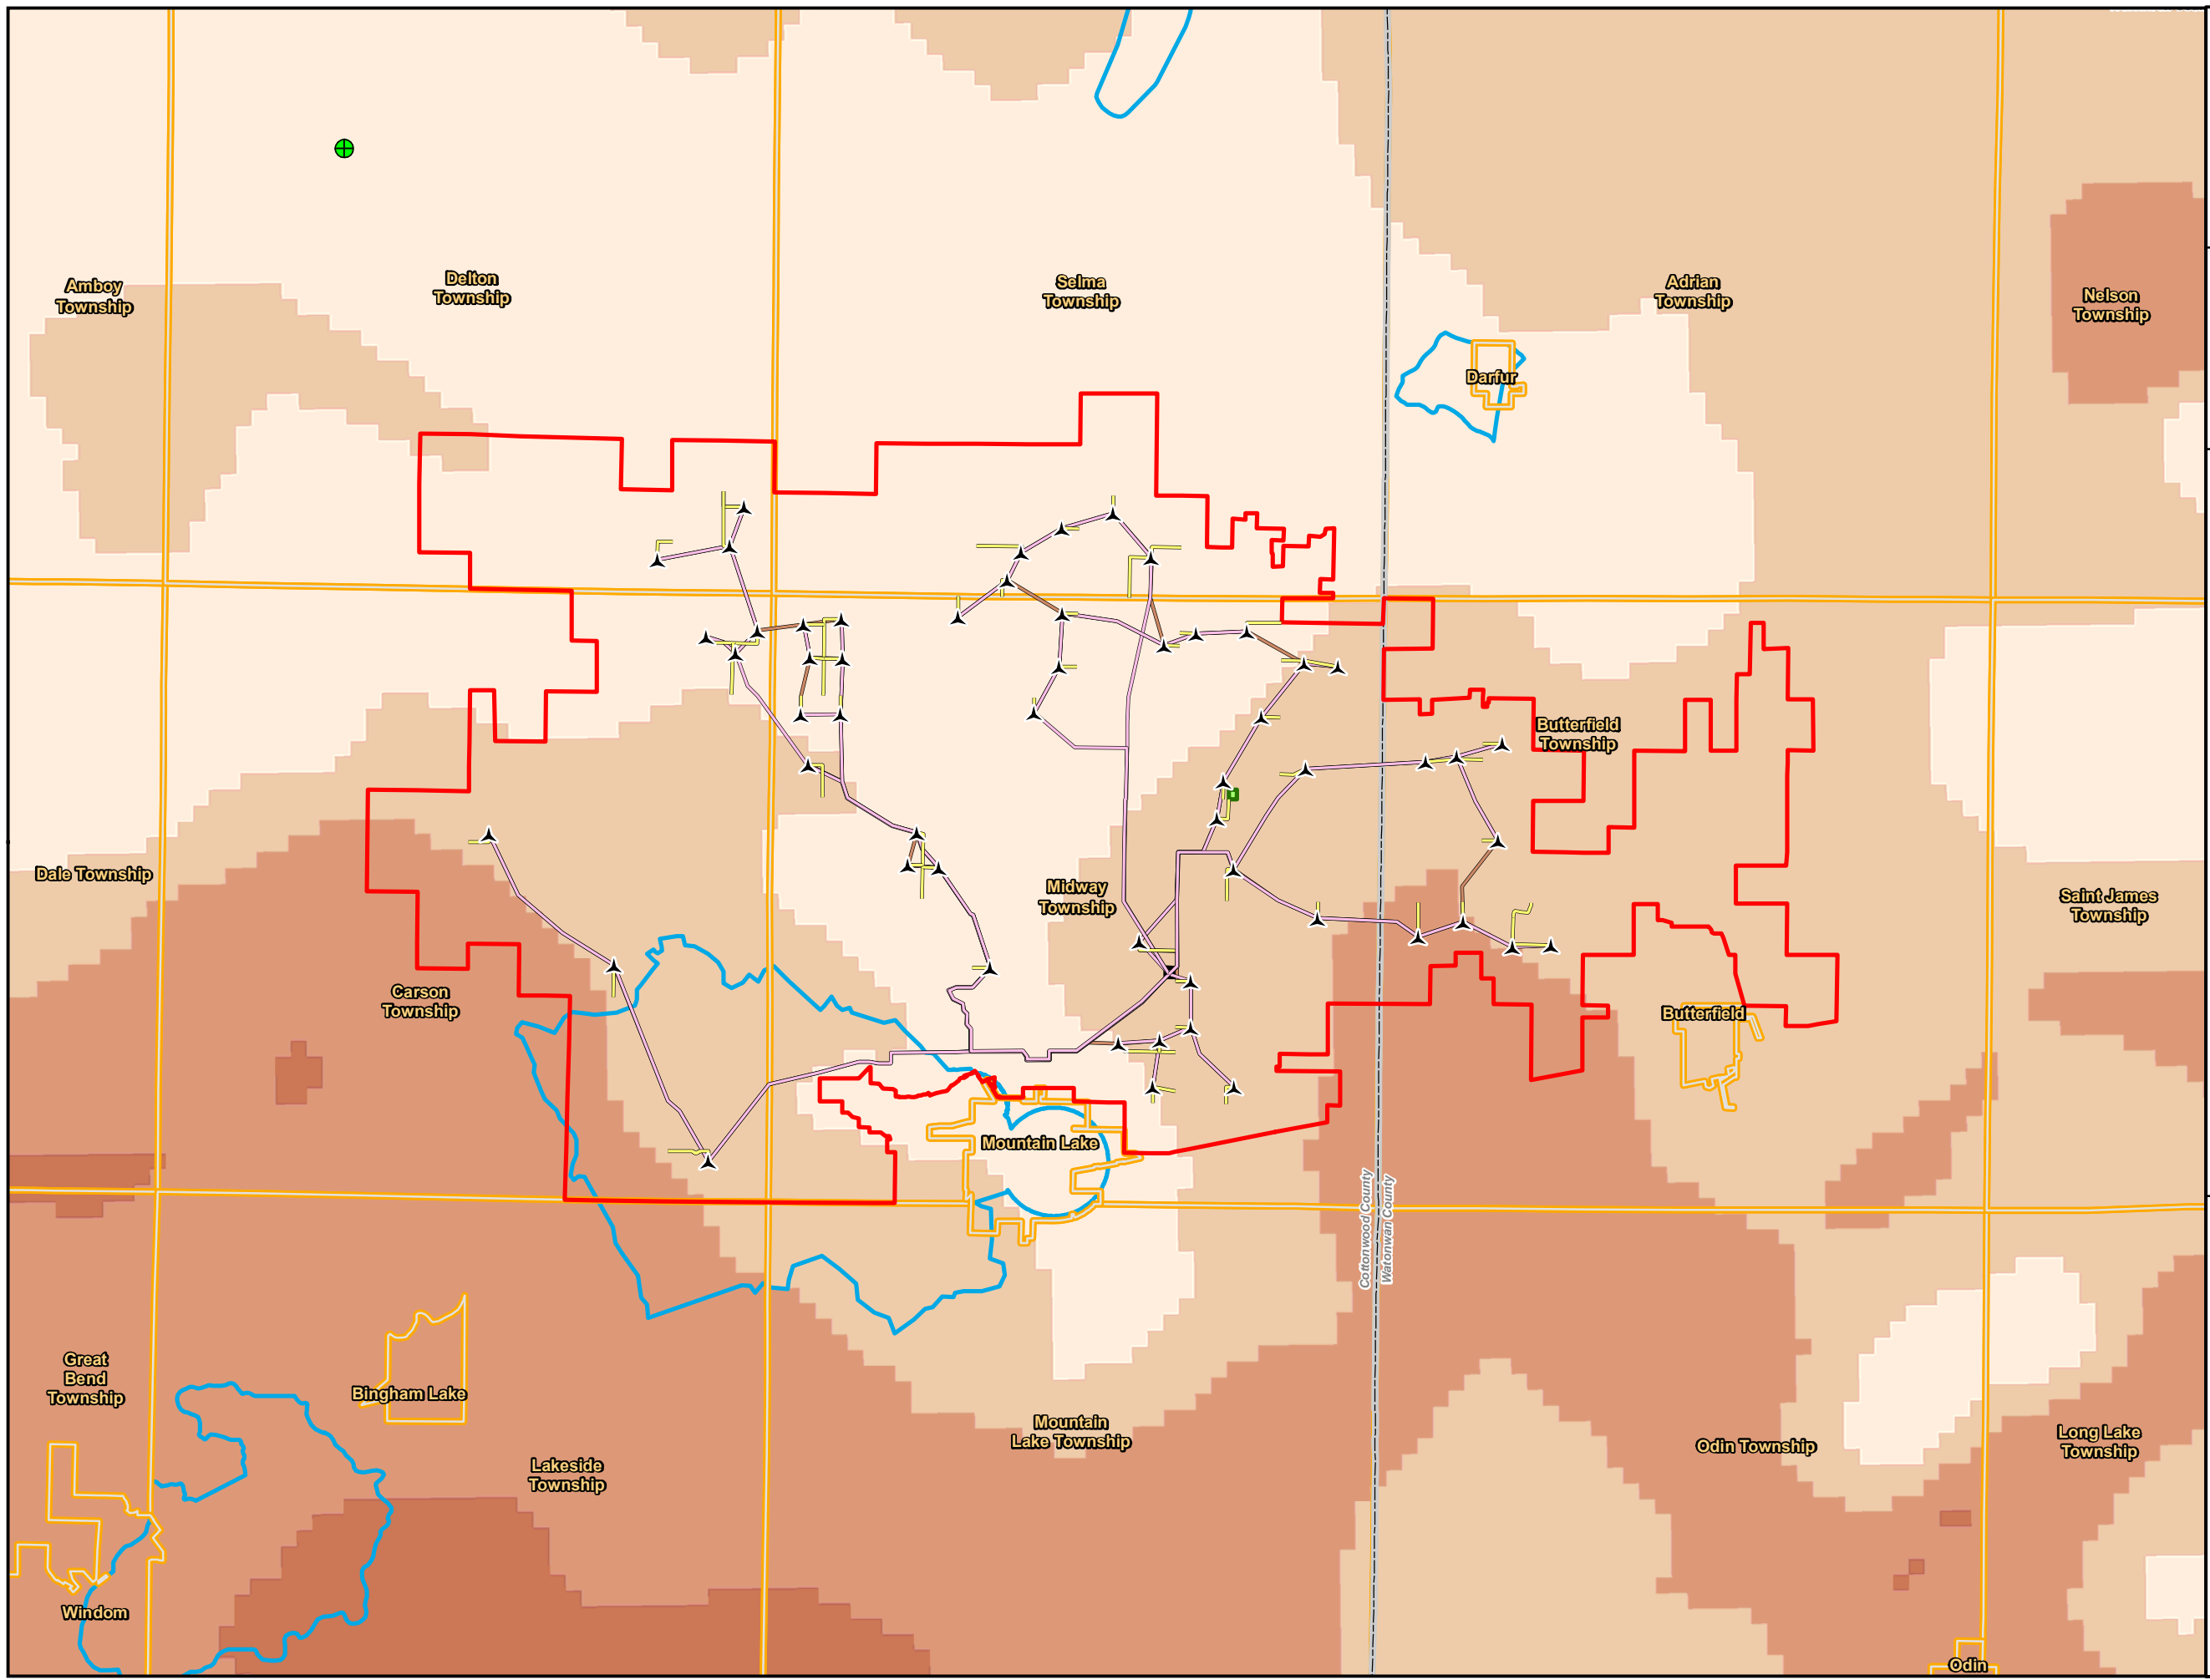 Amboy
Township
Delton
Township
Selma
Township
Adrian
Township
Nelson
Township
Darfur
Butterfield
Township
Dale Township
Midway
Township
Saint James
Township
Carson
Township
Butterfield
Mountain Lake
Cottonwood County
Watonwan County
Great
Bend
Township
Bingham Lake
Mountain
Lake Township
Odin Township
Long Lake
Township
Lakeside
Township
Windom
Odin